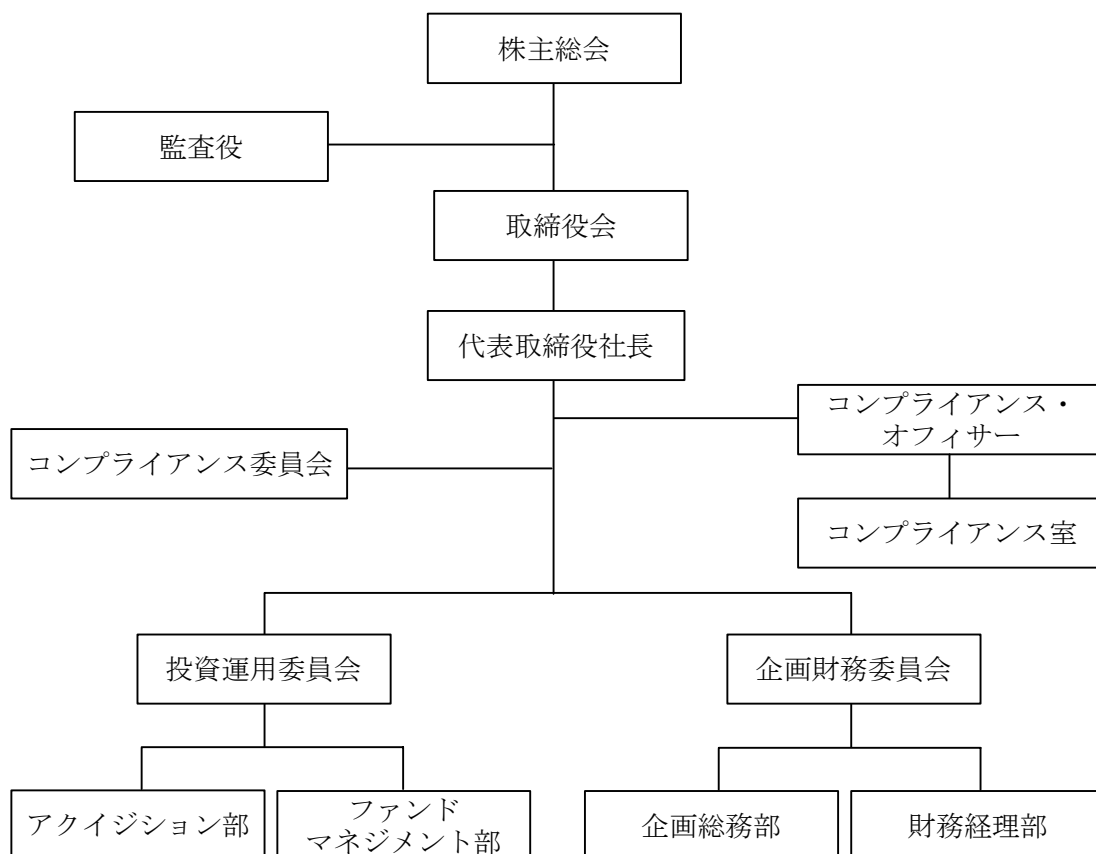 株主総会
監査役
取締役会
代表取締役社長
コンプライアンス・
オフィサー
コンプライアンス委員会
コンプライアンス室
投資運用委員会
企画財務委員会
アクイジション部
ファンド
マネジメント部
企画総務部
財務経理部